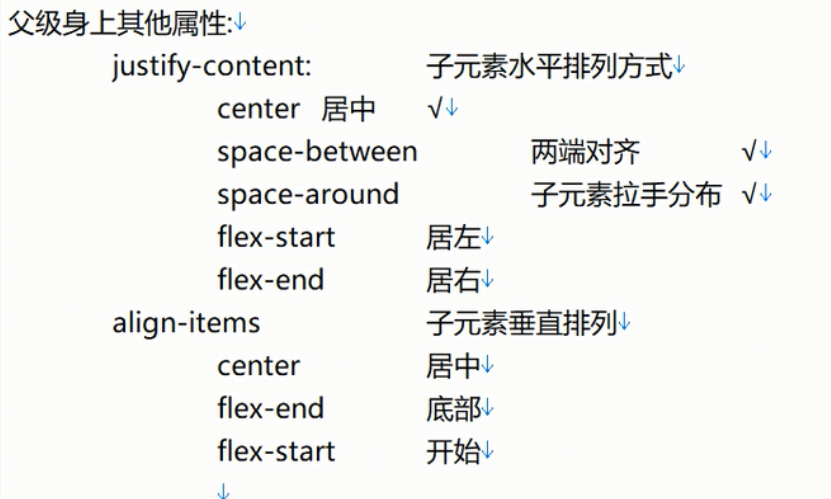 父级身上其他属性:↓
justify-content: 子元素水平排列方式↓
center 居中 √↓
space-between 两端对齐 √↓
space-around 子元素拉手分布 √↓
flex-start 居左↓
flex-end 居右↓
align-items 子元素垂直排列↓
center 居中↓
flex-end 底部↓
flex-start 开始↓
↓